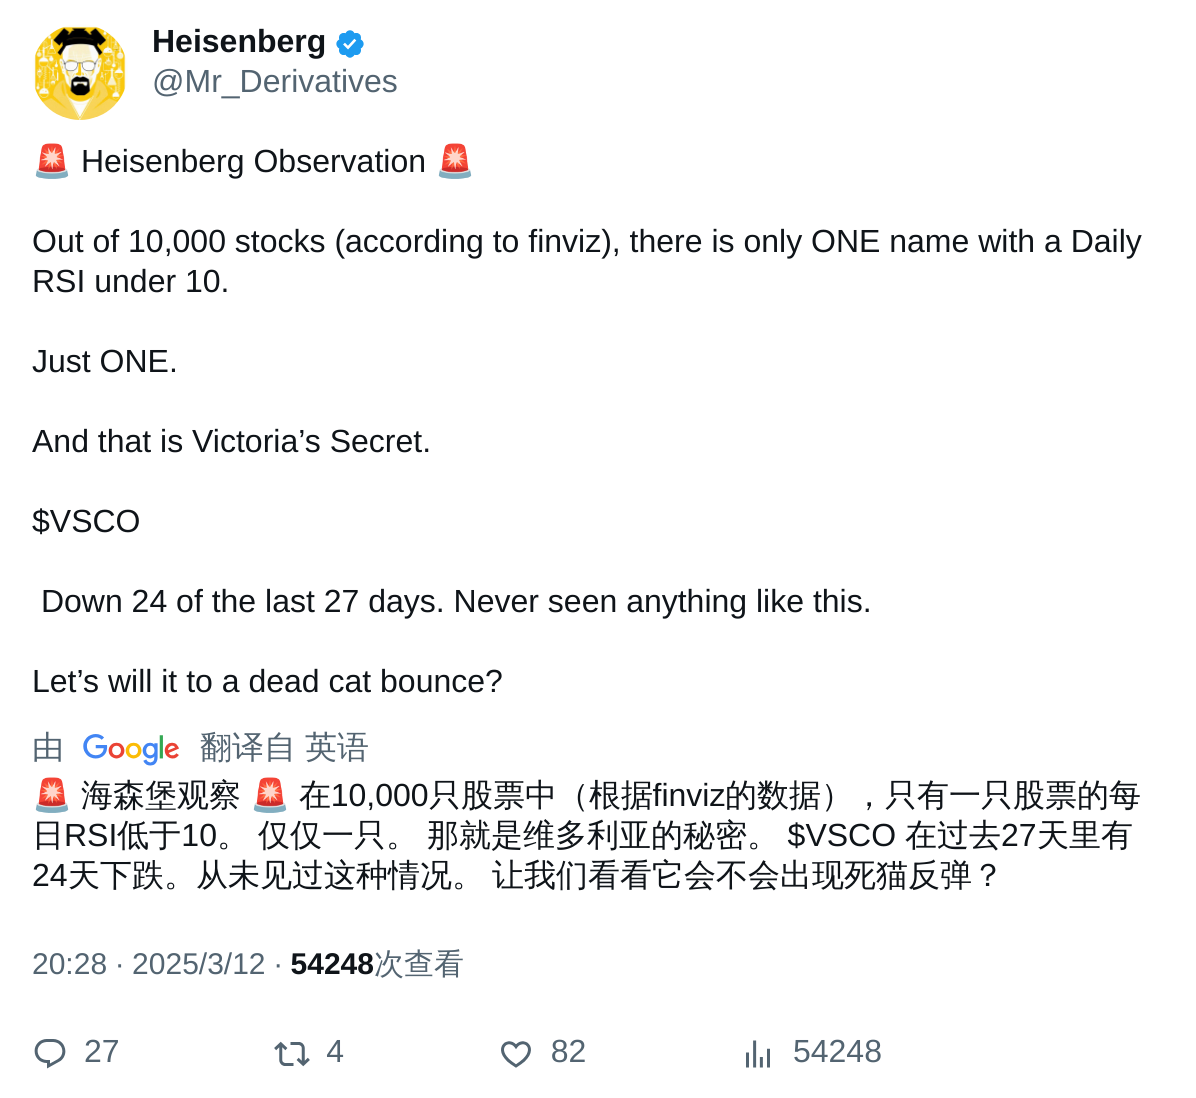 Heisenberg
@Mr_Derivatives
🚨 Heisenberg Observation 🚨
Out of 10,000 stocks (according to finviz), there is only ONE name with a Daily
RSI under 10.
Just ONE.
And that is Victoria’s Secret.
$VSCO
Down 24 of the last 27 days. Never seen anything like this.
Let’s will it to a dead cat bounce?
由 Google 翻译自 英语
🚨 海森堡观察 🚨 在10,000只股票中（根据finviz的数据），只有一只股票的每
日RSI低于10。 仅仅一只。 那就是维多利亚的秘密。 $VSCO 在过去27天里有
24天下跌。从未见过这种情况。 让我们看看它会不会出现死猫反弹？
20:28 · 2025/3/12 · 54248次查看
27 4 82 54248